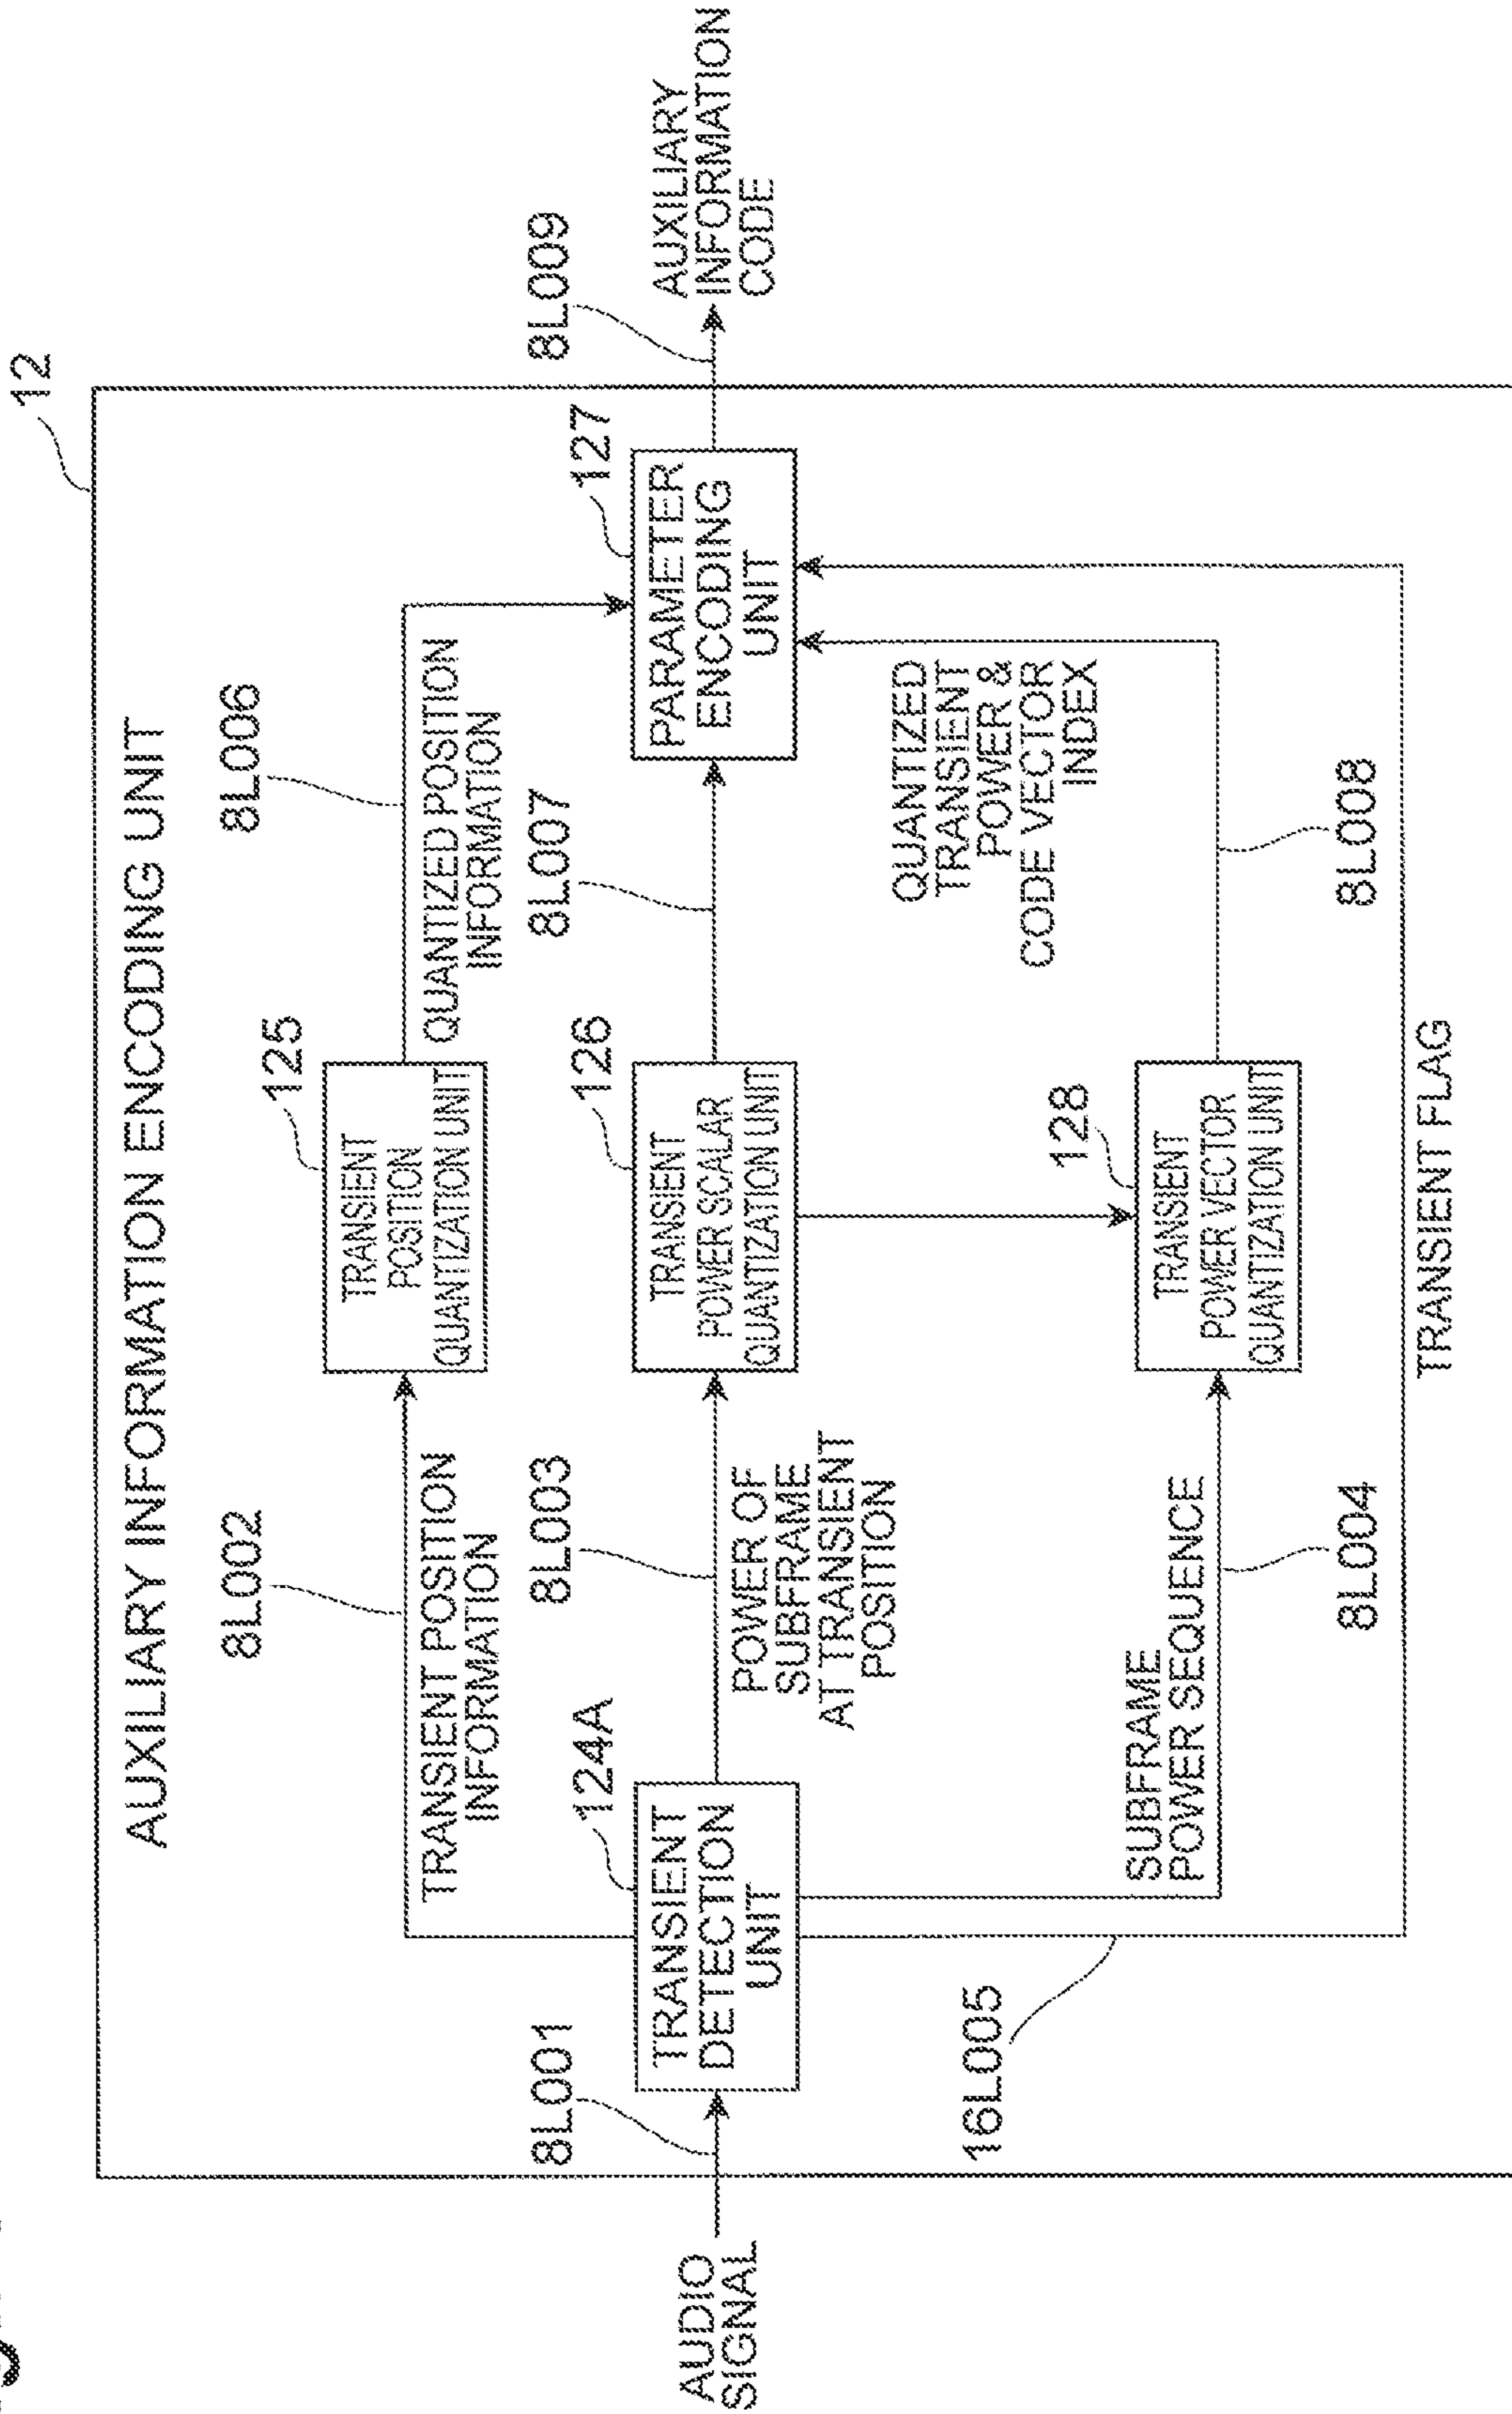 12
AUXILIARY INFORMATION ENCODING UNIT
8L002
TRANSIENT POSITION
INFORMATION
125
TRANSIENT
POSITION
QUANTIZATION UNIT
8L006
QUANTIZED POSITION
INFORMATION
AUDIO
SIGNAL
8L001
124A
TRANSIENT
DETECTION
UNIT
8L003
POWER OF
SUBFRAME
AT TRANSIENT
POSITION
126
TRANSIENT
POWER SCALAR
QUANTIZATION UNIT
8L007
127
PARAMETER
ENCODING
UNIT
8L009
AUXILIARY
INFORMATION
CODE
16L005
SUBFRAME
POWER SEQUENCE
8L004
128
TRANSIENT
POWER VECTOR
QUANTIZATION UNIT
QUANTIZED
TRANSIENT
POWER &
CODE VECTOR
INDEX
8L008
TRANSIENT FLAG